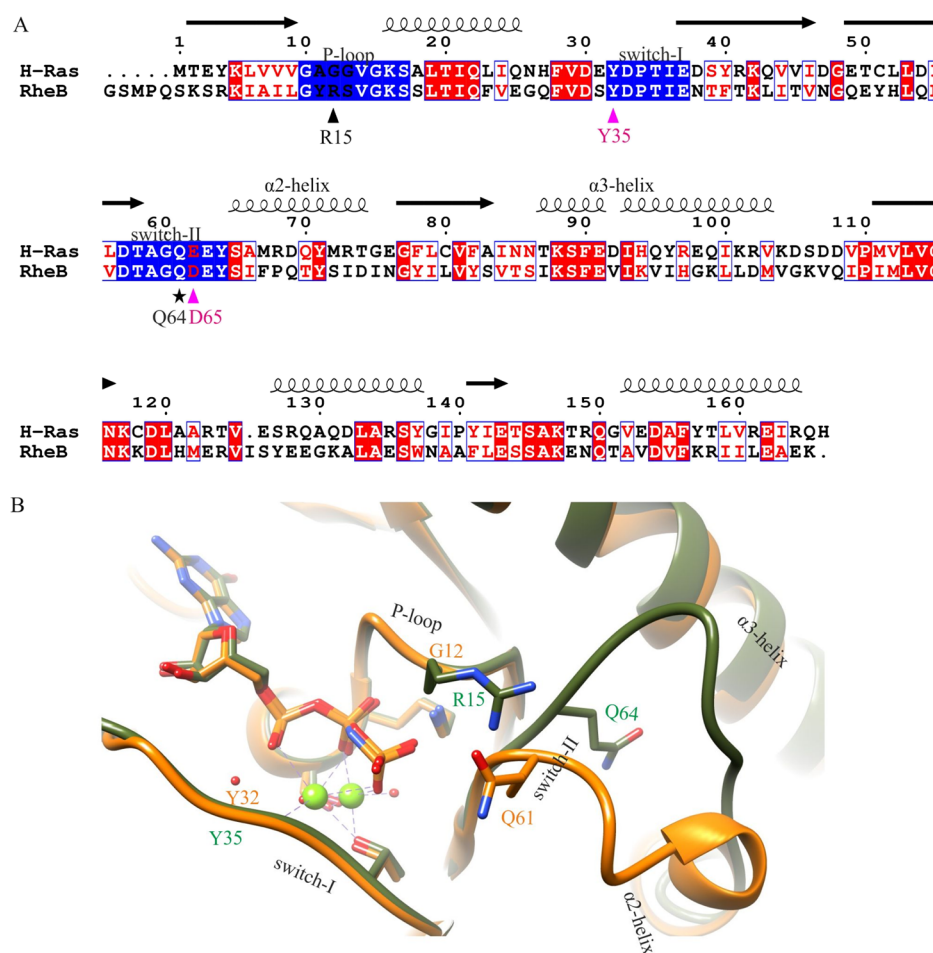 A
1 10 P-loop 20 30 switch-I 40 50
H-Ras .....MTEYKLVVVGAGGVGKSALTIQLIQNHFVDEYDPTIEDSYRKQVVIDGETCLLD
RheB GSMPQSKSRKIAILGYRSVGKSSLTIQFVEGQFVDSYDPTIENTFTKLITVNGQEYHLQ
R15 Y35
α2-helix α3-helix
60 70 80 90 100 110
switch-II
H-Ras LDTAGQEEYSAMRDQYMRTGEGFLCVFAINNTKSFEDIHQYREQIKRVKDSDDVPMVLV
RheB VDTAGQDEYSIFPQTYSIDINGYILVYSVTSIKSFEVIKVIHGKLLDMVGKVQIPIMLV
Q64 D65
120 130 140 150 160
H-Ras NKCDLAARTV.ESRQAQDLARSYGIPYIETSAKTRQGVEDAFYTLVREIRQH
RheB NKKDLHMERVISYEEGKALAESWNAAFLESSAKENQTAVDVFKRIILEAEK.
B
P-loop
G12
R15
α3-helix
Q64
switch-II
Y32
Q61
Y35
switch-I
α2-helix